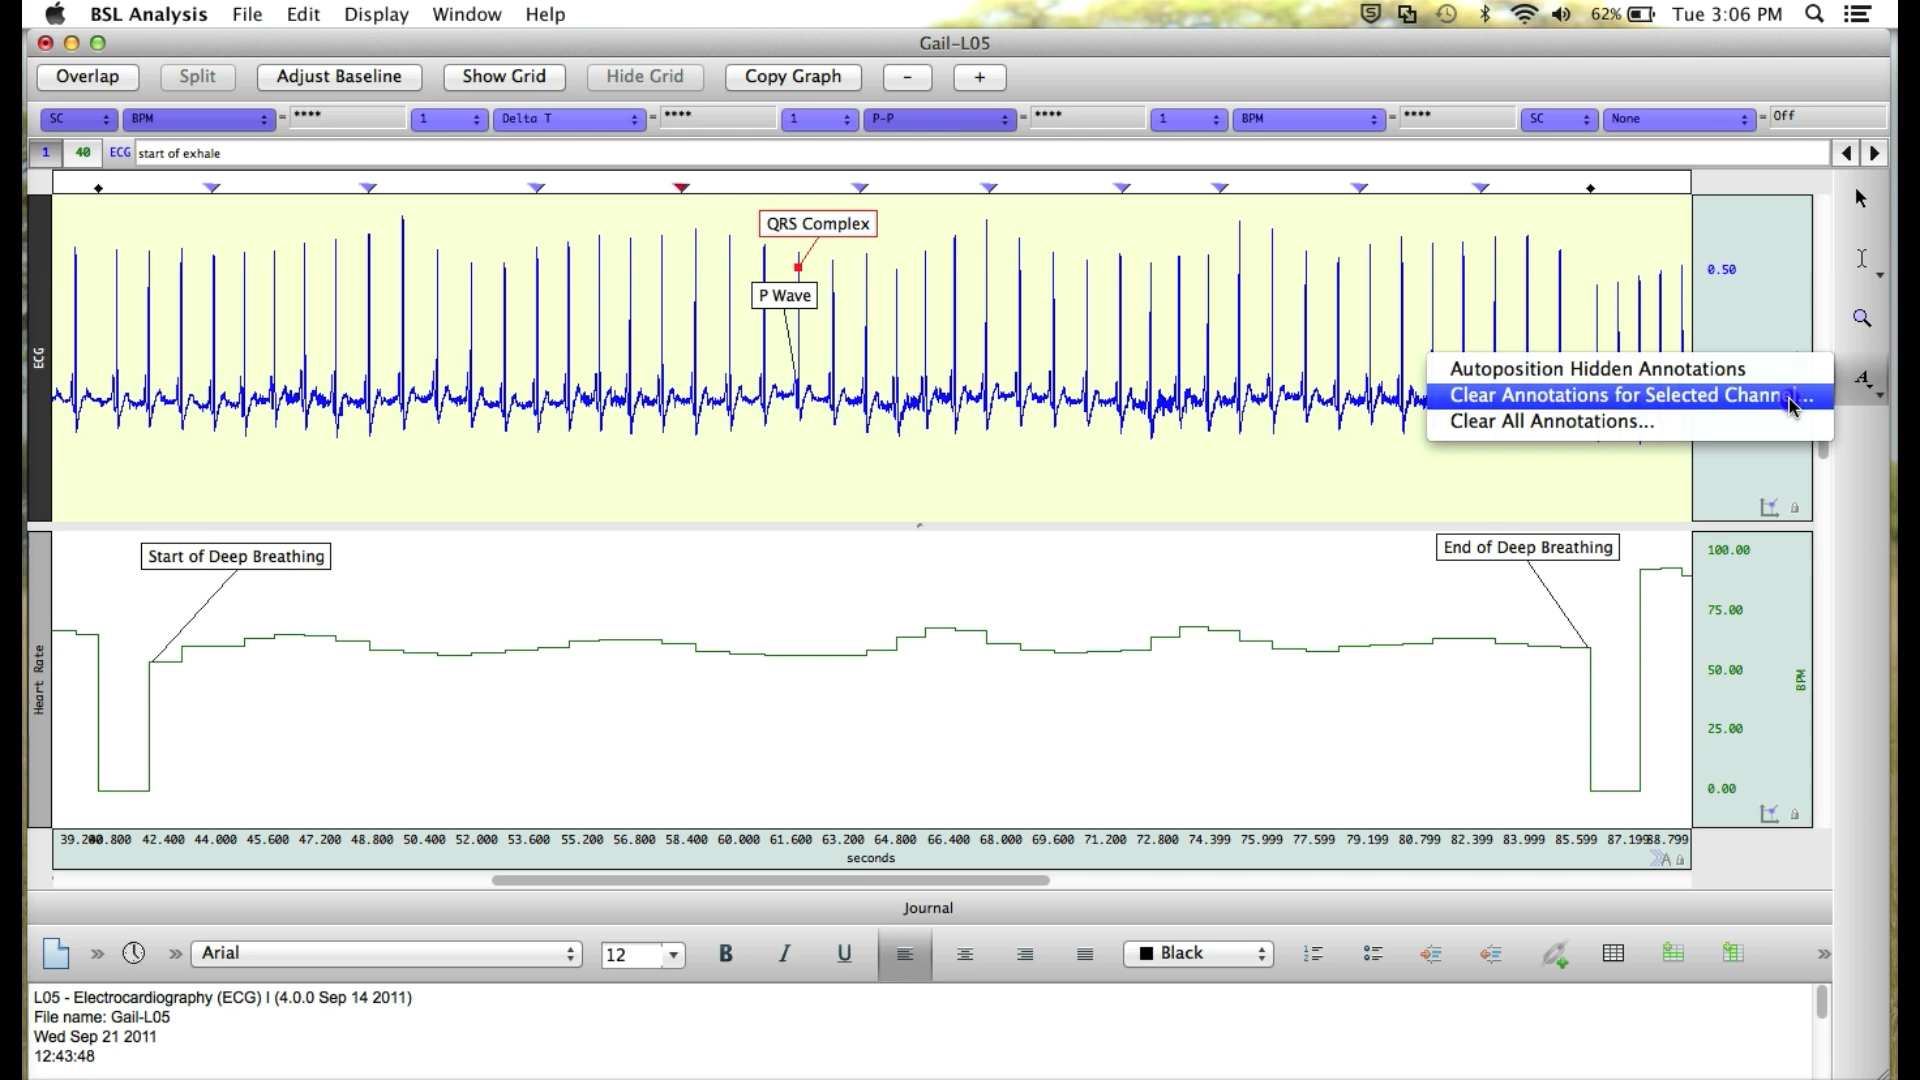 BSL Analysis File Edit Display Window Help 62% Tue 3:06 PM
Gail-L05
Overlap Split Adjust Baseline Show Grid Hide Grid Copy Graph - +
SC BPM = **** 1 Delta T = **** 1 P-P = **** 1 BPM = **** SC None = Off
1 40 ECG start of exhale
QRS Complex
P Wave
ECG
0.50
Autoposition Hidden Annotations
Clear Annotations for Selected Chann...
Clear All Annotations...
Start of Deep Breathing
End of Deep Breathing
Heart Rate
100.00
75.00
50.00
25.00
0.00
BPM
42.400 44.000 45.600 47.200 48.800 50.400 52.000 53.600 55.200 56.800 58.400 60.000 61.600 63.200 64.800 66.400 68.000 69.600 71.200 72.800 74.399 75.999 77.599 79.199 80.799 82.399 83.999 85.599
seconds
A
Journal
Arial 12 B I U Black
L05 - Electrocardiography (ECG) I (4.0.0 Sep 14 2011)
File name: Gail-L05
Wed Sep 21 2011
12:43:48